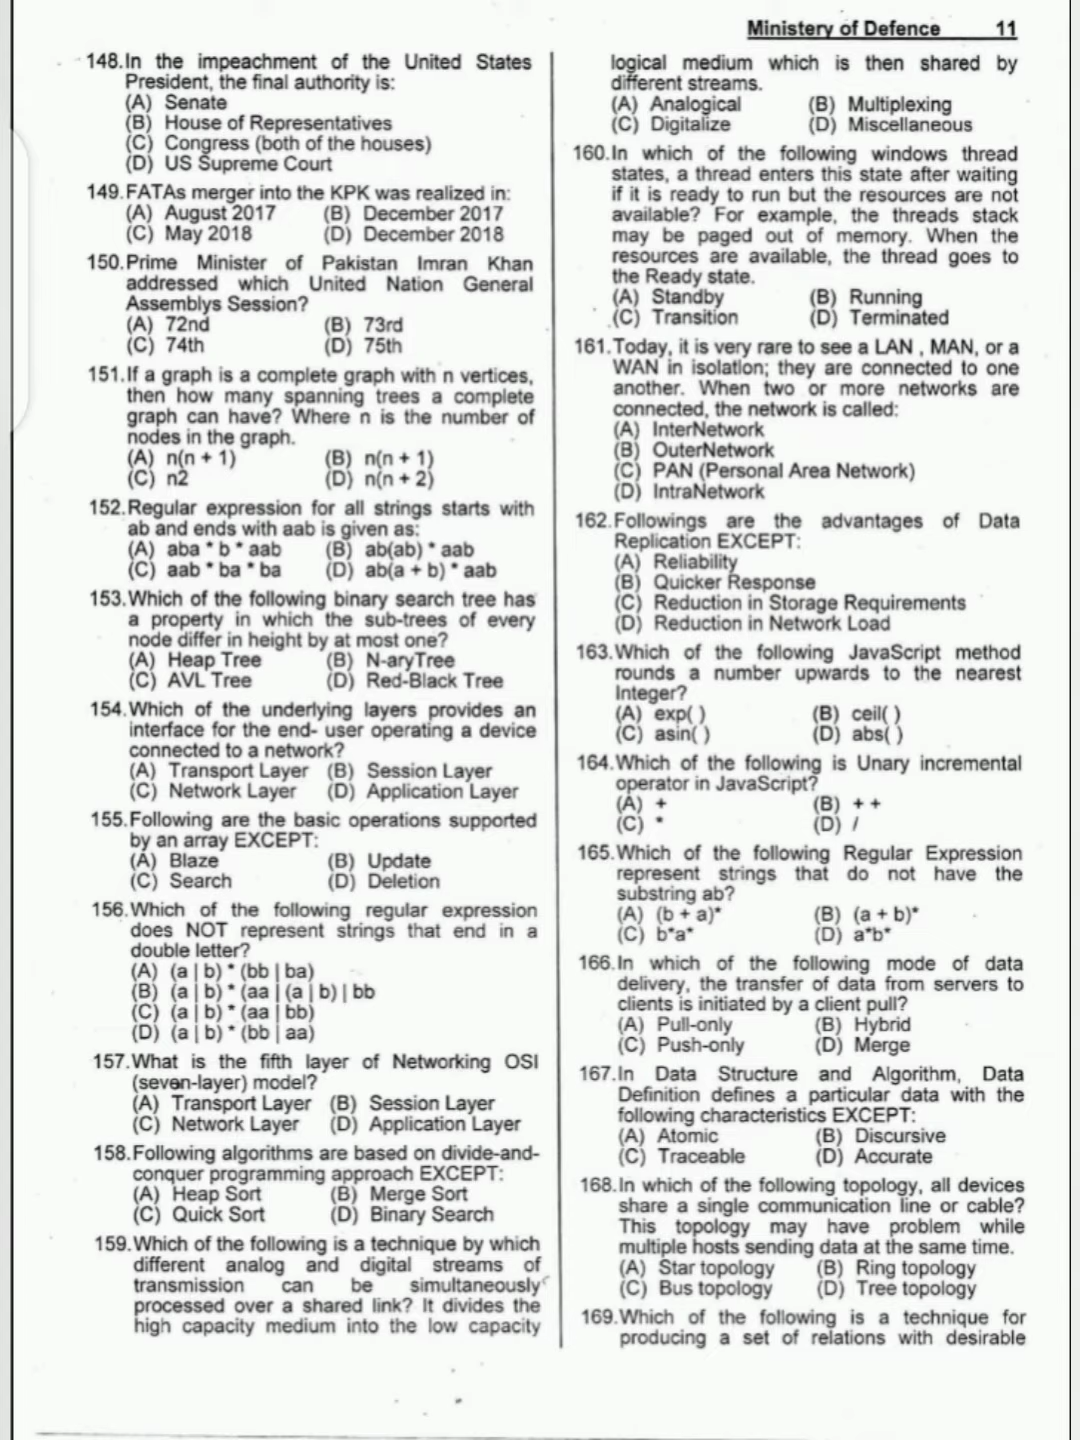 Ministery of Defence 11
148.In the impeachment of the United States
President, the final authority is:
(A) Senate
(B) House of Representatives
(C) Congress (both of the houses)
(D) US Supreme Court
149.FATAs merger into the KPK was realized in:
(A) August 2017 (B) December 2017
(C) May 2018 (D) December 2018
150.Prime Minister of Pakistan Imran Khan
addressed which United Nation General
Assemblys Session?
(A) 72nd (B) 73rd
(C) 74th (D) 75th
151.If a graph is a complete graph with n vertices,
then how many spanning trees a complete
graph can have? Where n is the number of
nodes in the graph.
(A) n(n + 1) (B) n(n + 1)
(C) n2 (D) n(n + 2)
152.Regular expression for all strings starts with
ab and ends with aab is given as:
(A) aba * b * aab (B) ab(ab) * aab
(C) aab * ba * ba (D) ab(a + b) * aab
153.Which of the following binary search tree has
a property in which the sub-trees of every
node differ in height by at most one?
(A) Heap Tree (B) N-aryTree
(C) AVL Tree (D) Red-Black Tree
154.Which of the underlying layers provides an
interface for the end- user operating a device
connected to a network?
(A) Transport Layer (B) Session Layer
(C) Network Layer (D) Application Layer
155.Following are the basic operations supported
by an array EXCEPT:
(A) Blaze (B) Update
(C) Search (D) Deletion
156.Which of the following regular expression
does NOT represent strings that end in a
double letter?
(A) (a | b) * (bb | ba)
(B) (a | b) * (aa | (a | b) | bb
(C) (a | b) * (aa | bb)
(D) (a | b) * (bb | aa)
157.What is the fifth layer of Networking OSI
(seven-layer) model?
(A) Transport Layer (B) Session Layer
(C) Network Layer (D) Application Layer
158.Following algorithms are based on divide-and-
conquer programming approach EXCEPT:
(A) Heap Sort (B) Merge Sort
(C) Quick Sort (D) Binary Search
159.Which of the following is a technique by which
different analog and digital streams of
transmission can be simultaneously
processed over a shared link? It divides the
high capacity medium into the low capacity
logical medium which is then shared by
different streams.
(A) Analogical (B) Multiplexing
(C) Digitalize (D) Miscellaneous
160.In which of the following windows thread
states, a thread enters this state after waiting
if it is ready to run but the resources are not
available? For example, the threads stack
may be paged out of memory. When the
resources are available, the thread goes to
the Ready state.
(A) Standby (B) Running
(C) Transition (D) Terminated
161.Today, it is very rare to see a LAN , MAN, or a
WAN in isolation; they are connected to one
another. When two or more networks are
connected, the network is called:
(A) InterNetwork
(B) OuterNetwork
(C) PAN (Personal Area Network)
(D) IntraNetwork
162.Followings are the advantages of Data
Replication EXCEPT:
(A) Reliability
(B) Quicker Response
(C) Reduction in Storage Requirements
(D) Reduction in Network Load
163.Which of the following JavaScript method
rounds a number upwards to the nearest
Integer?
(A) exp( ) (B) ceil( )
(C) asin( ) (D) abs( )
164.Which of the following is Unary incremental
operator in JavaScript?
(A) + (B) + +
(C) * (D) /
165.Which of the following Regular Expression
represent strings that do not have the
substring ab?
(A) (b + a)* (B) (a + b)*
(C) b*a* (D) a*b*
166.In which of the following mode of data
delivery, the transfer of data from servers to
clients is initiated by a client pull?
(A) Pull-only (B) Hybrid
(C) Push-only (D) Merge
167.In Data Structure and Algorithm, Data
Definition defines a particular data with the
following characteristics EXCEPT:
(A) Atomic (B) Discursive
(C) Traceable (D) Accurate
168.In which of the following topology, all devices
share a single communication line or cable?
This topology may have problem while
multiple hosts sending data at the same time.
(A) Star topology (B) Ring topology
(C) Bus topology (D) Tree topology
169.Which of the following is a technique for
producing a set of relations with desirable